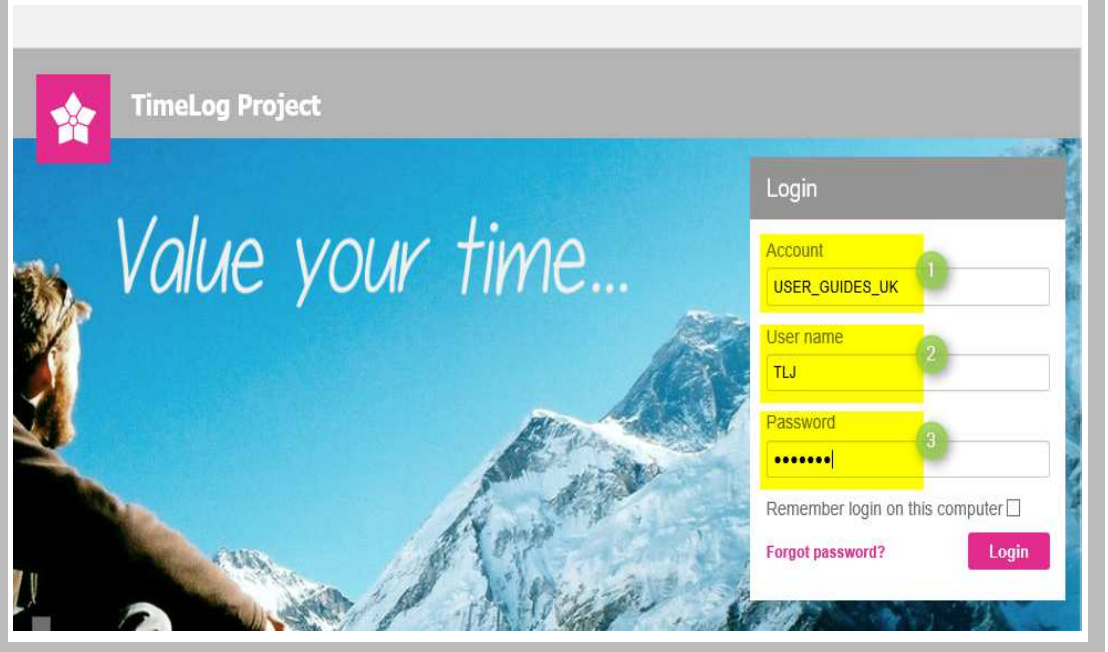 TimeLog Project
Value your time...
Login
Account
1
USER_GUIDES_UK
User name
2
TLJ
Password
3
•••••••
Remember login on this computer
Forgot password?
Login